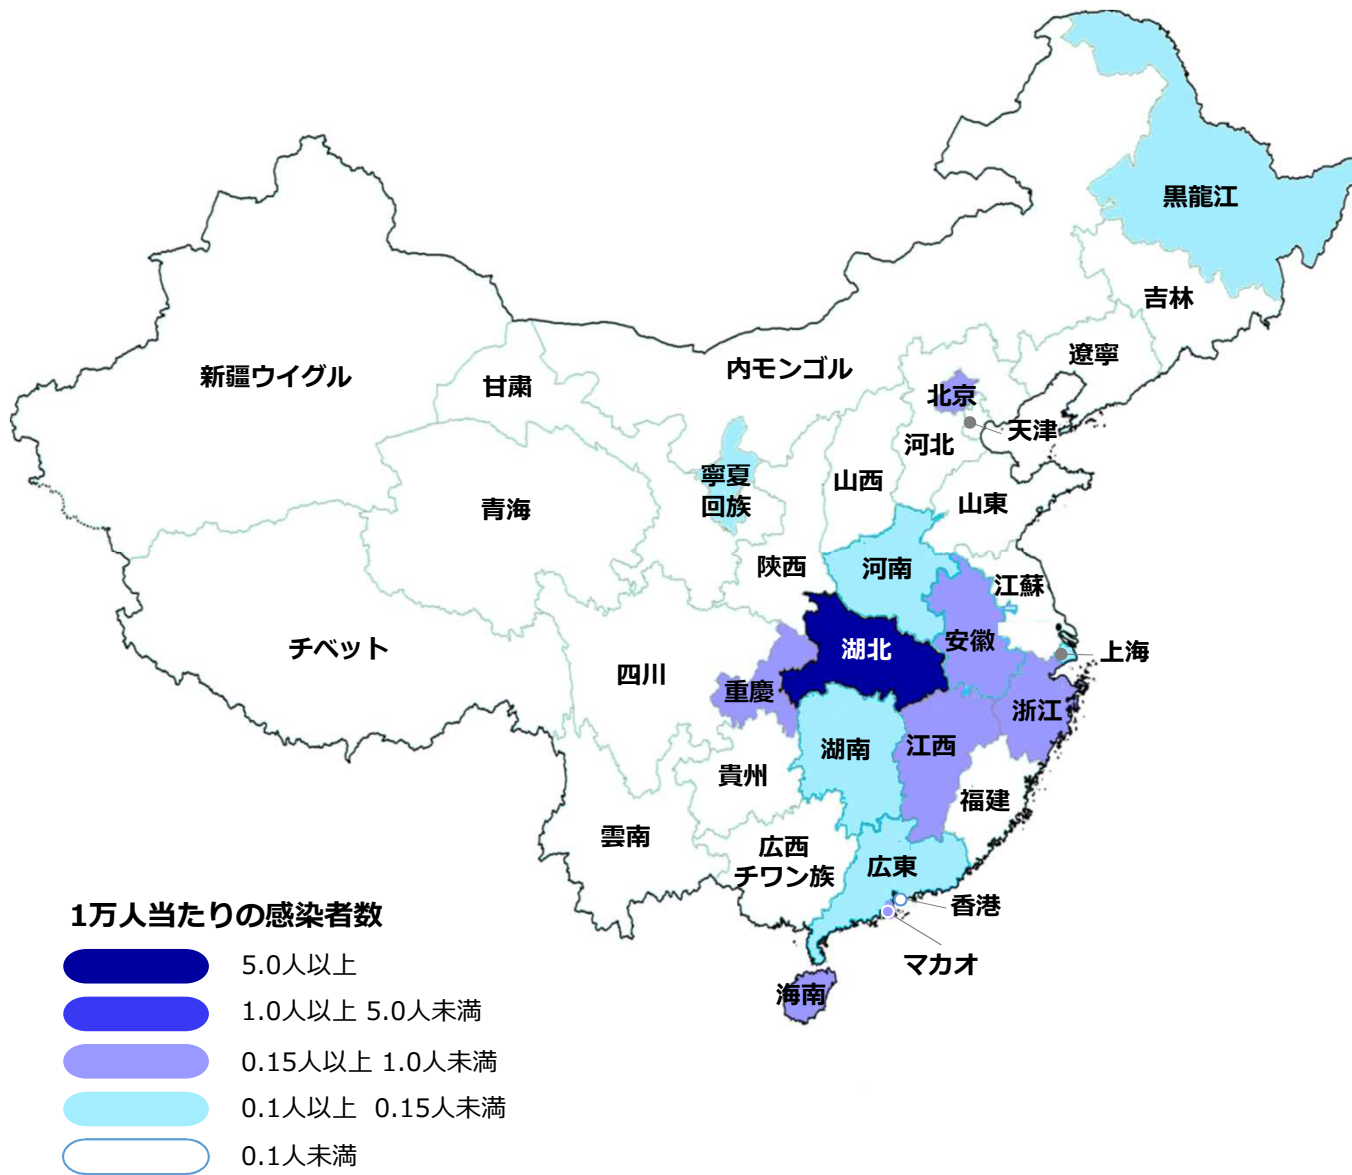 黒龍江
吉林
遼寧
内モンゴル
新疆ウイグル
甘粛
北京
天津
河北
山西
寧夏
回族
山東
青海
陝西
河南
江蘇
安徽
湖北
上海
チベット
四川
重慶
浙江
湖南
江西
貴州
福建
雲南
広西
チワン族
広東
香港
マカオ
海南
1万人当たりの感染者数
5.0人以上
1.0人以上 5.0人未満
0.15人以上 1.0人未満
0.1人以上 0.15人未満
0.1人未満